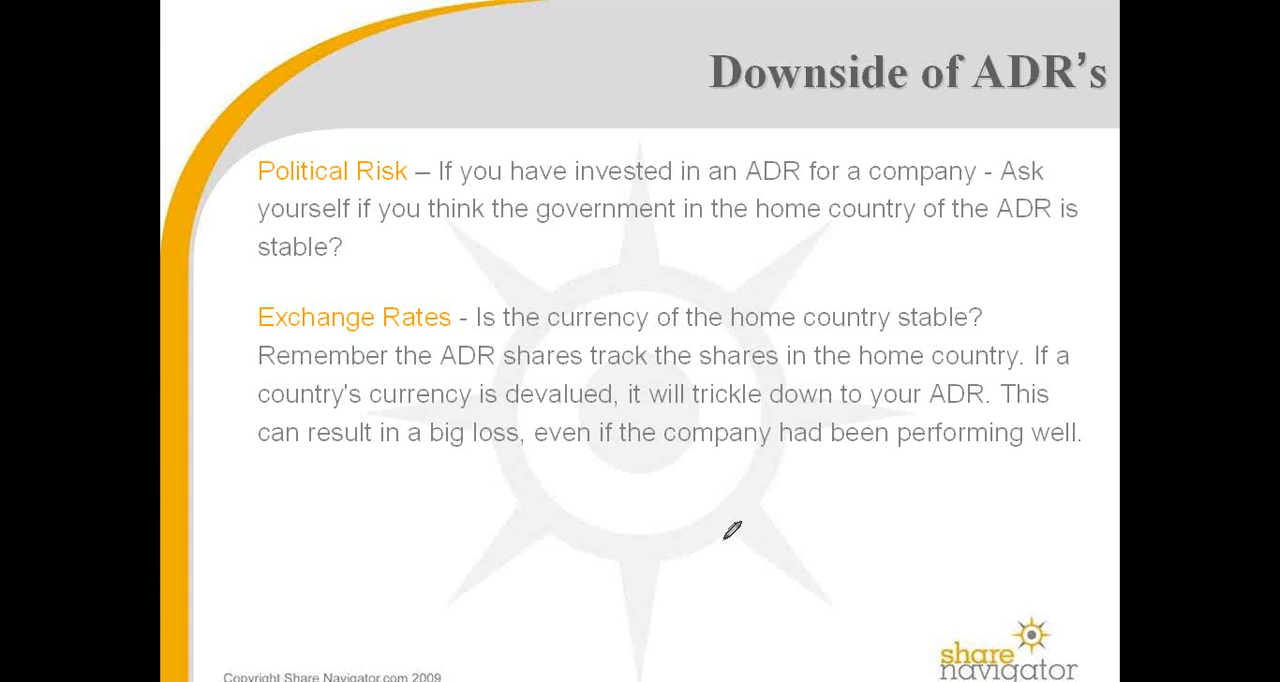 Downside of ADR’s
Political Risk – If you have invested in an ADR for a company - Ask
yourself if you think the government in the home country of the ADR is
stable?
Exchange Rates - Is the currency of the home country stable?
Remember the ADR shares track the shares in the home country. If a
country's currency is devalued, it will trickle down to your ADR. This
can result in a big loss, even if the company had been performing well.
share
navigator
Copyright Share Navigator.com 2009